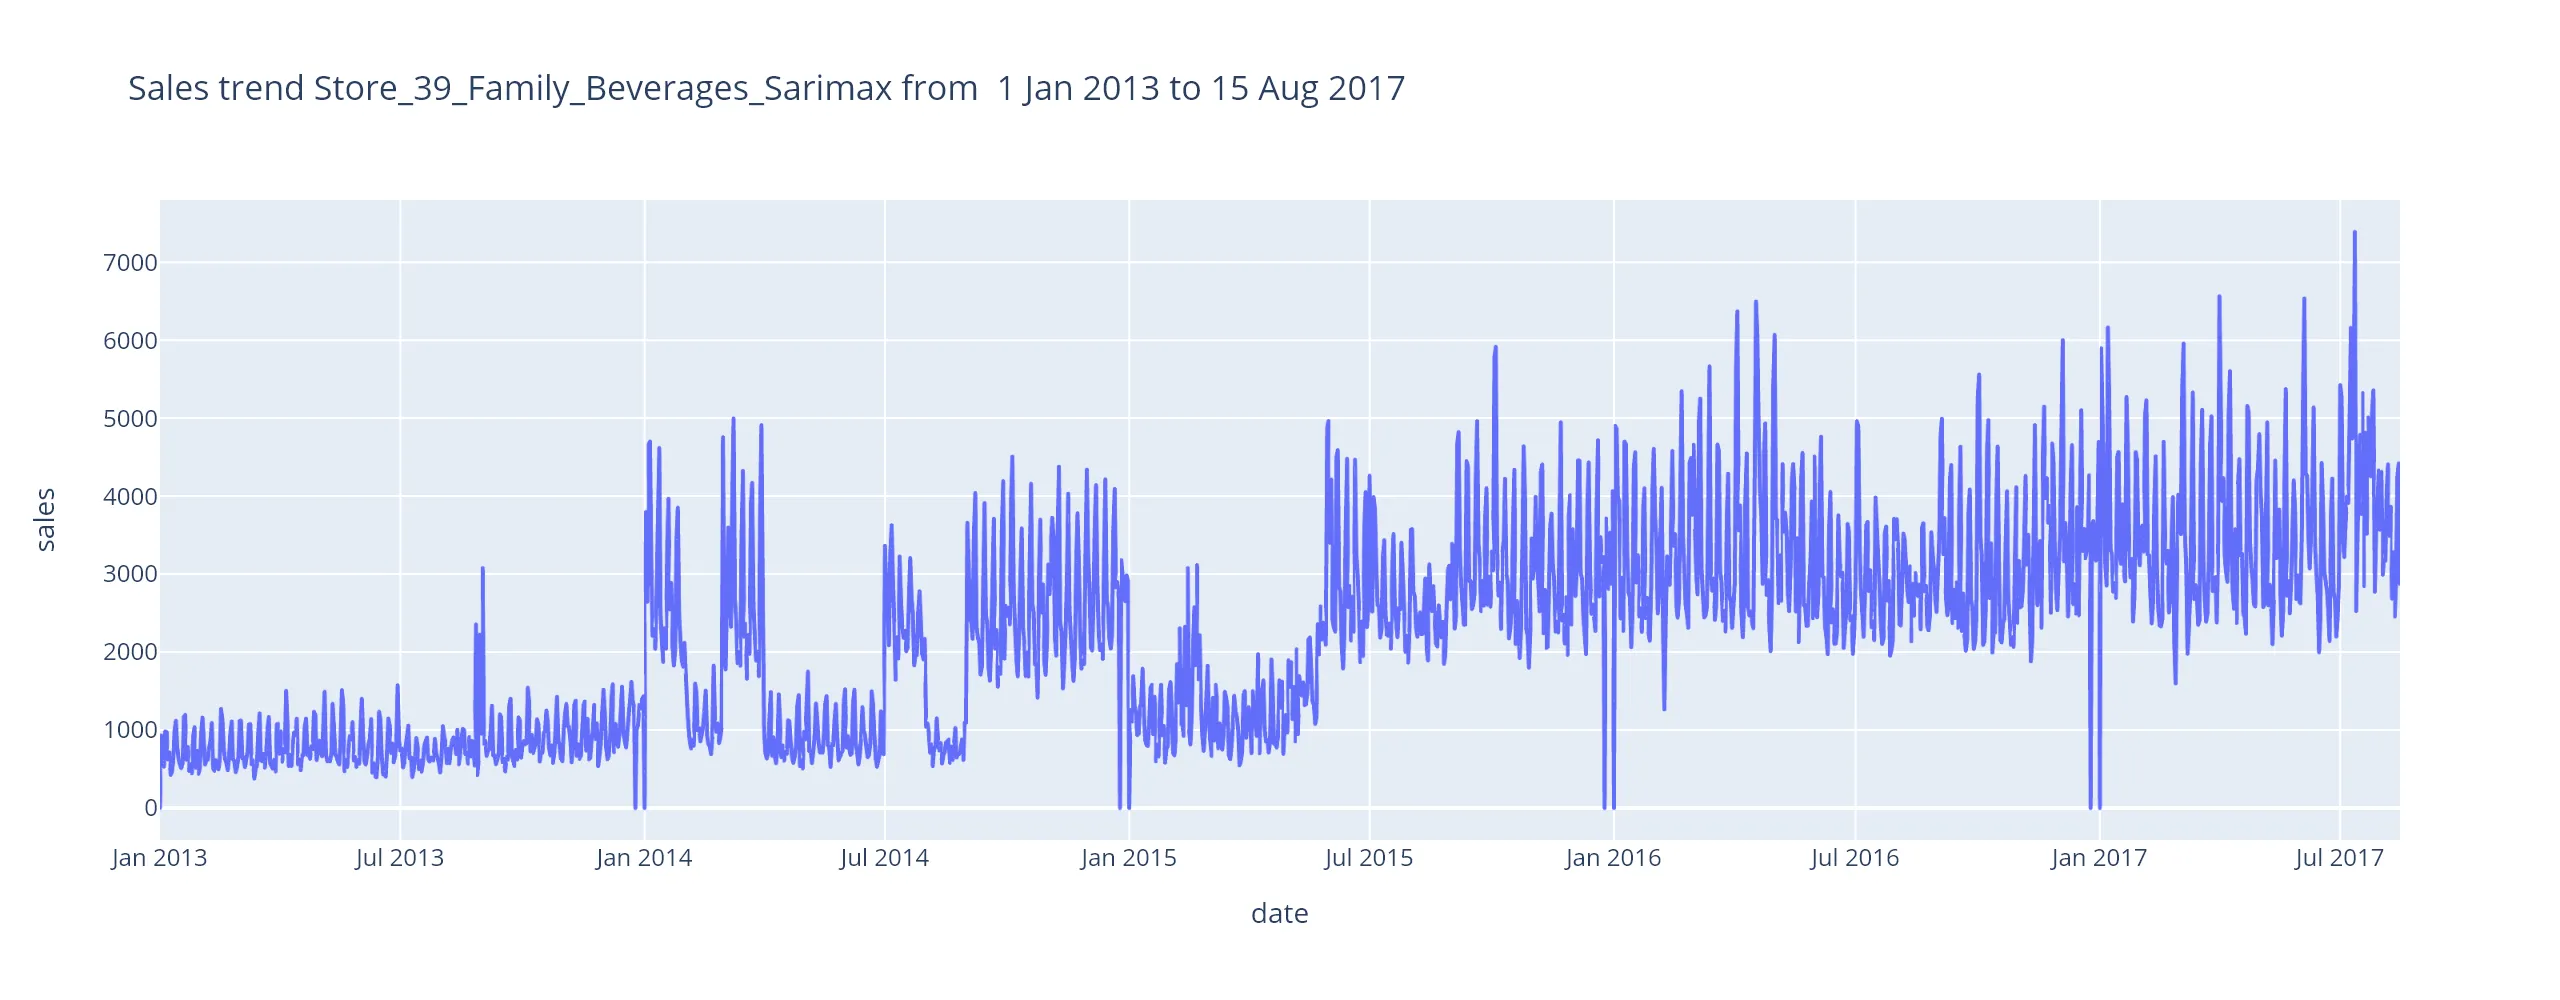 Sales trend Store_39_Family_Beverages_Sarimax from  1 Jan 2013 to 15 Aug 2017
7000
6000
5000
4000
3000
2000
1000
0
sales
Jan 2013 Jul 2013 Jan 2014 Jul 2014 Jan 2015 Jul 2015 Jan 2016 Jul 2016 Jan 2017 Jul 2017
date